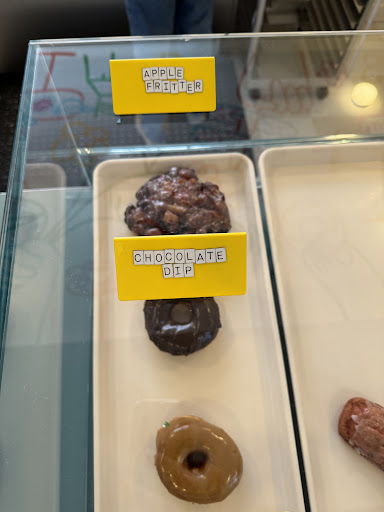 APPLE
FRITTER
CHOCOLATE
DIP